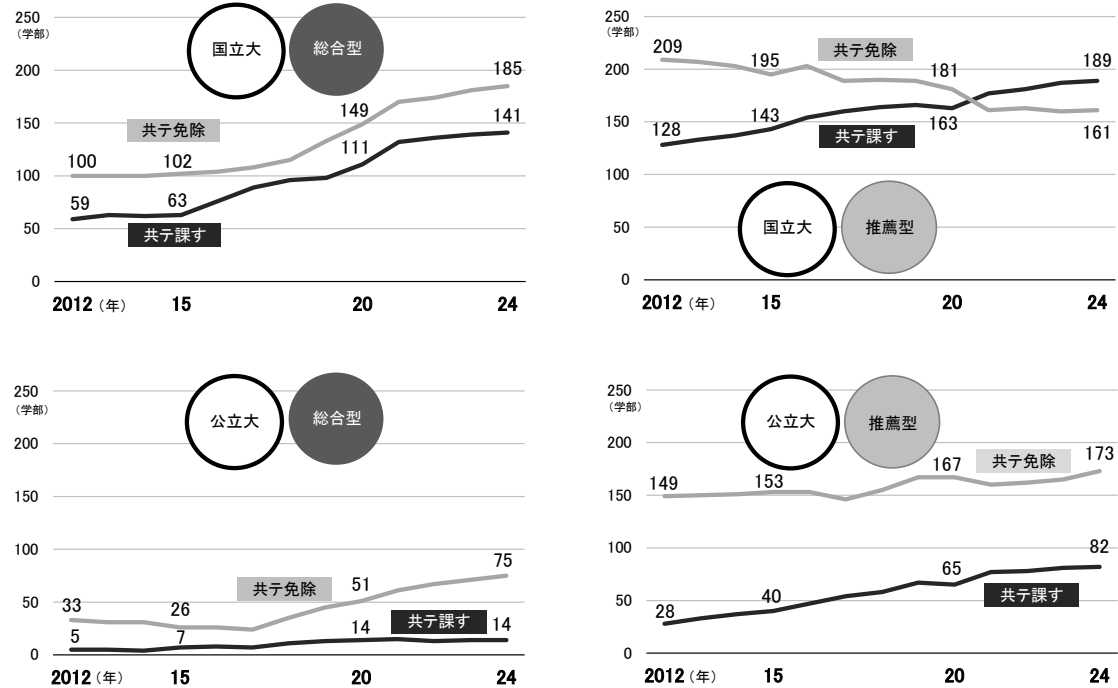 250
(学部)
国立大
総合型
200
185
共テ免除
149
150
141
111
100
102
100
59
63
50
共テ課す
0
2012(年)
15
20
24
250
(学部)
209
共テ免除
195
189
200
181
143
150
128
163
161
共テ課す
100
国立大
推薦型
50
0
2012(年)
15
20
24
250
(学部)
公立大
総合型
200
150
100
75
共テ免除
51
50
33
26
共テ課す
5
7
14
14
0
2012(年)
15
20
24
250
(学部)
公立大
推薦型
200
共テ免除
173
149
153
167
150
100
82
65
40
50
28
共テ課す
0
2012(年)
15
20
24